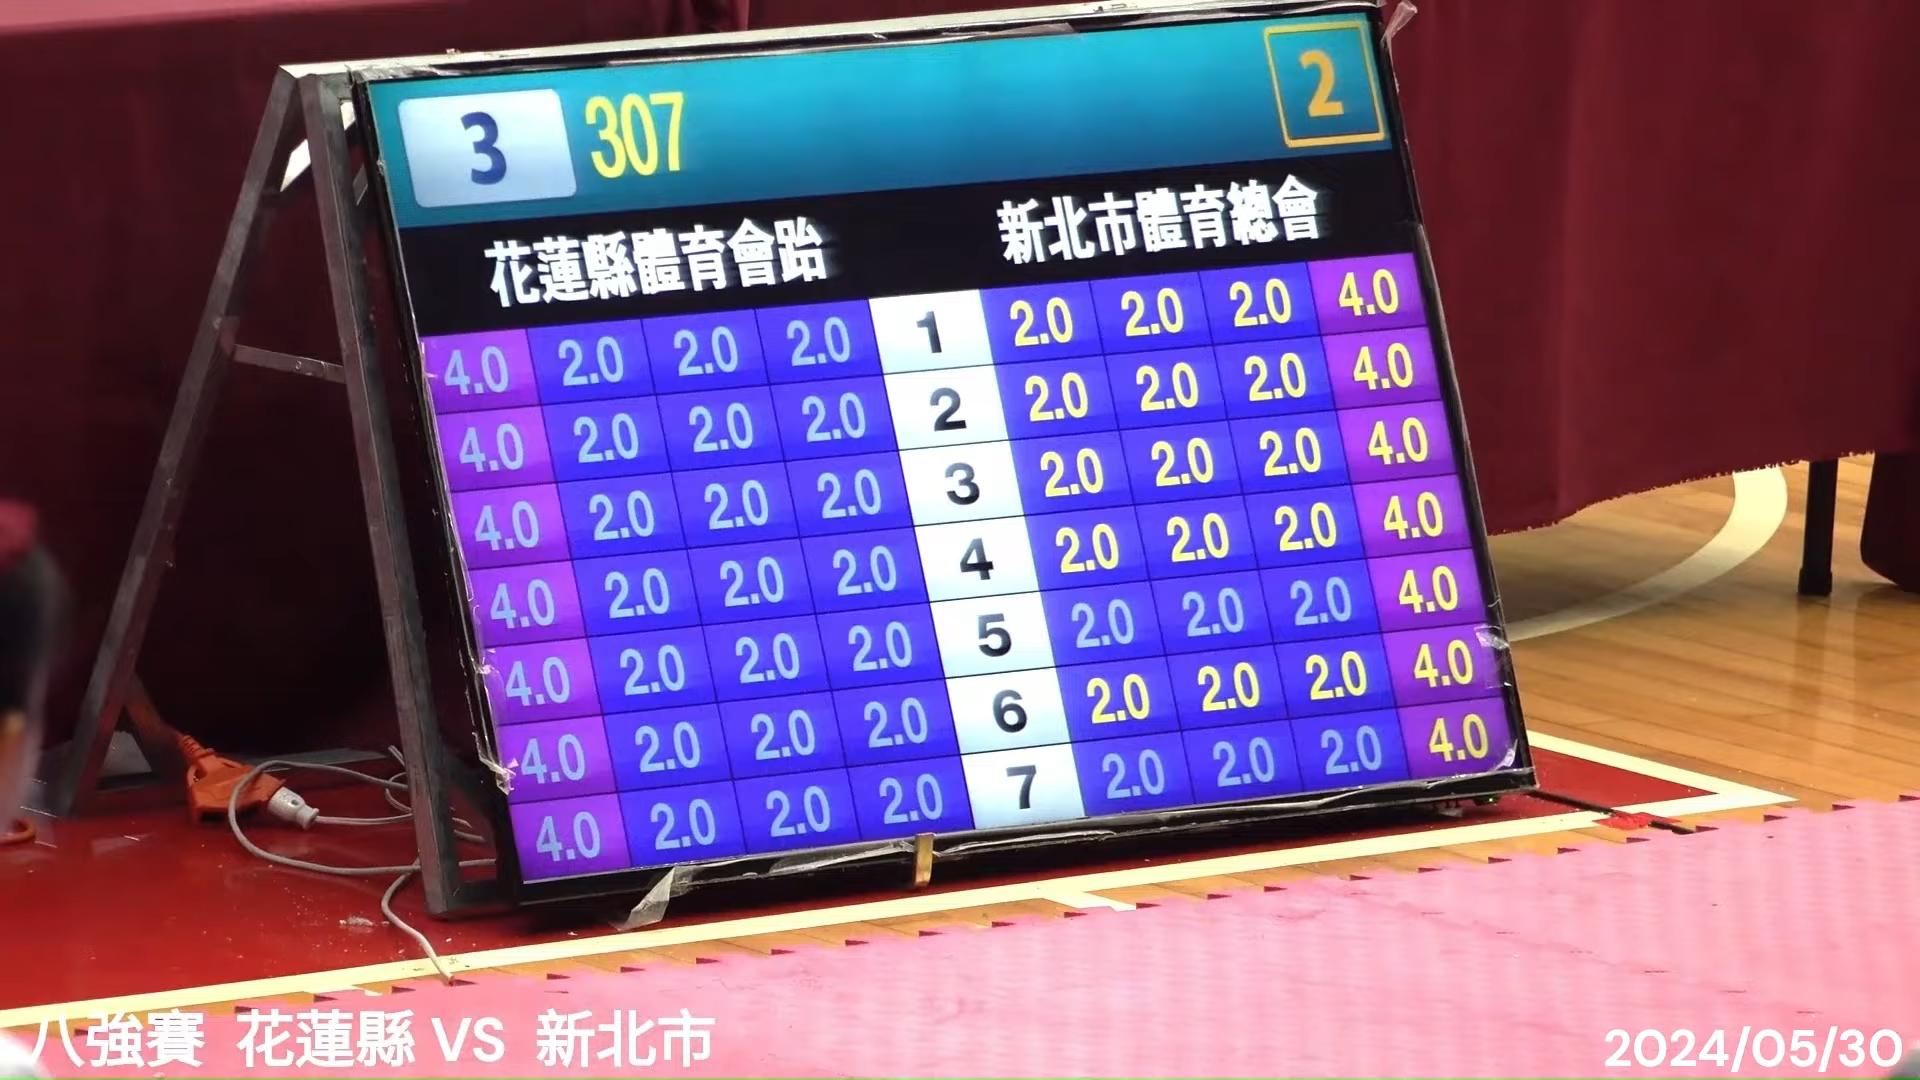 3 307 2
花蓮縣體育會跆 新北市體育總會
4.0 2.0 2.0 2.0 1 2.0 2.0 2.0 4.0
4.0 2.0 2.0 2.0 2 2.0 2.0 2.0 4.0
4.0 2.0 2.0 2.0 3 2.0 2.0 2.0 4.0
4.0 2.0 2.0 2.0 4 2.0 2.0 2.0 4.0
4.0 2.0 2.0 2.0 5 2.0 2.0 2.0 4.0
4.0 2.0 2.0 2.0 6 2.0 2.0 2.0 4.0
4.0 2.0 2.0 2.0 7 2.0 2.0 2.0 4.0
八強賽 花蓮縣 VS 新北市
2024/05/30